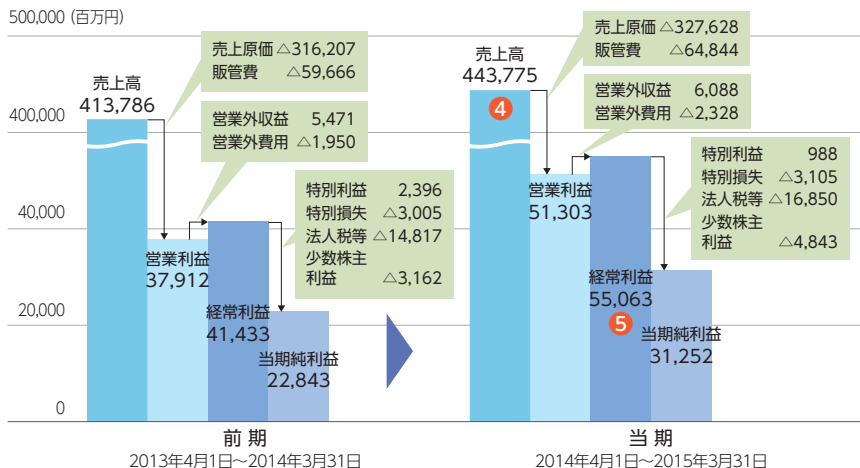 500,000 (百万円)
400,000
40,000
20,000
0
売上高
413,786
売上原価 △316,207
販管費 △59,666
営業利益
37,912
営業外収益 5,471
営業外費用 △1,950
経常利益
41,433
特別利益 2,396
特別損失 △3,005
法人税等 △14,817
少数株主
利益 △3,162
当期純利益
22,843
前 期
2013年4月1日～2014年3月31日
売上高
443,775
4
売上原価 △327,628
販管費 △64,844
営業利益
51,303
営業外収益 6,088
営業外費用 △2,328
経常利益
55,063
5
特別利益 988
特別損失 △3,105
法人税等 △16,850
少数株主
利益 △4,843
当期純利益
31,252
当 期
2014年4月1日～2015年3月31日